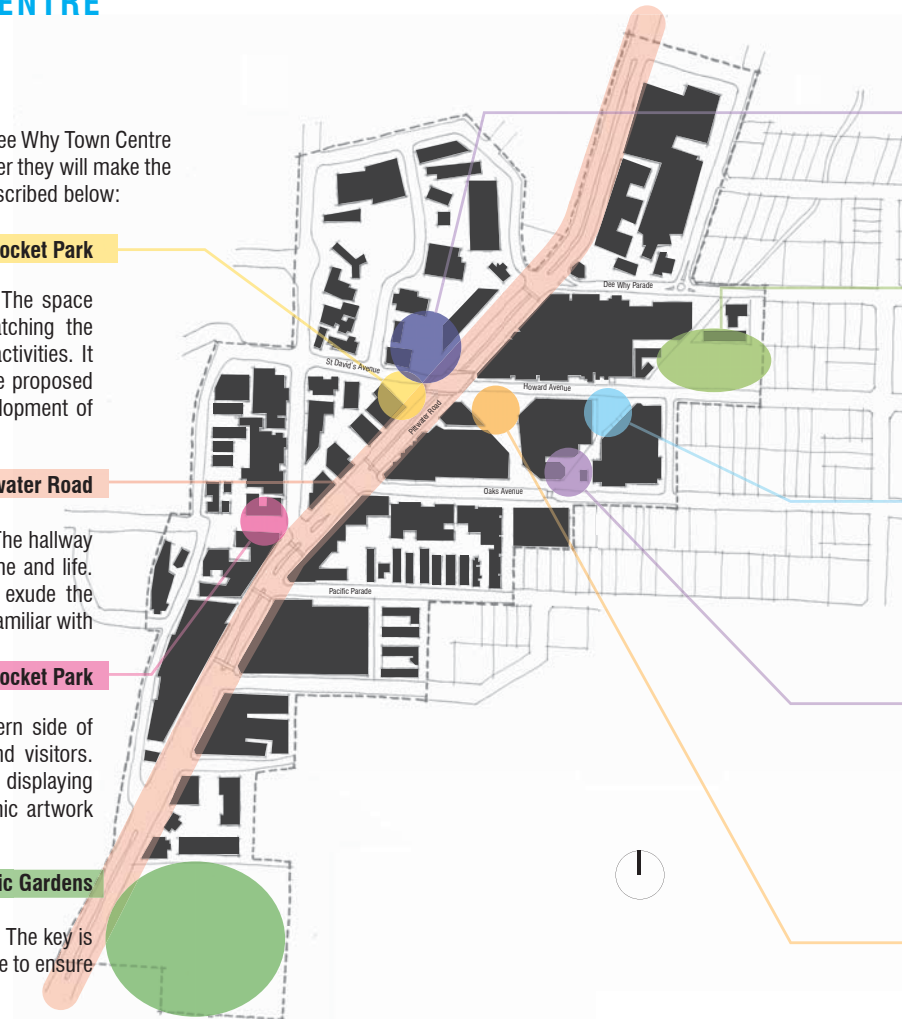 ENTRE
ee Why Town Centre
er they will make the
scribed below:
ocket Park
The space
atching the
activities. It
e proposed
lopment of
water Road
The hallway
ne and life.
exude the
amiliar with
ocket Park
ern side of
nd visitors.
displaying
nic artwork
ic Gardens
The key is
e to ensure
Dee Why Parade
St David's Avenue
Howard Avenue
Pittwater Road
Oaks Avenue
Pacific Parade